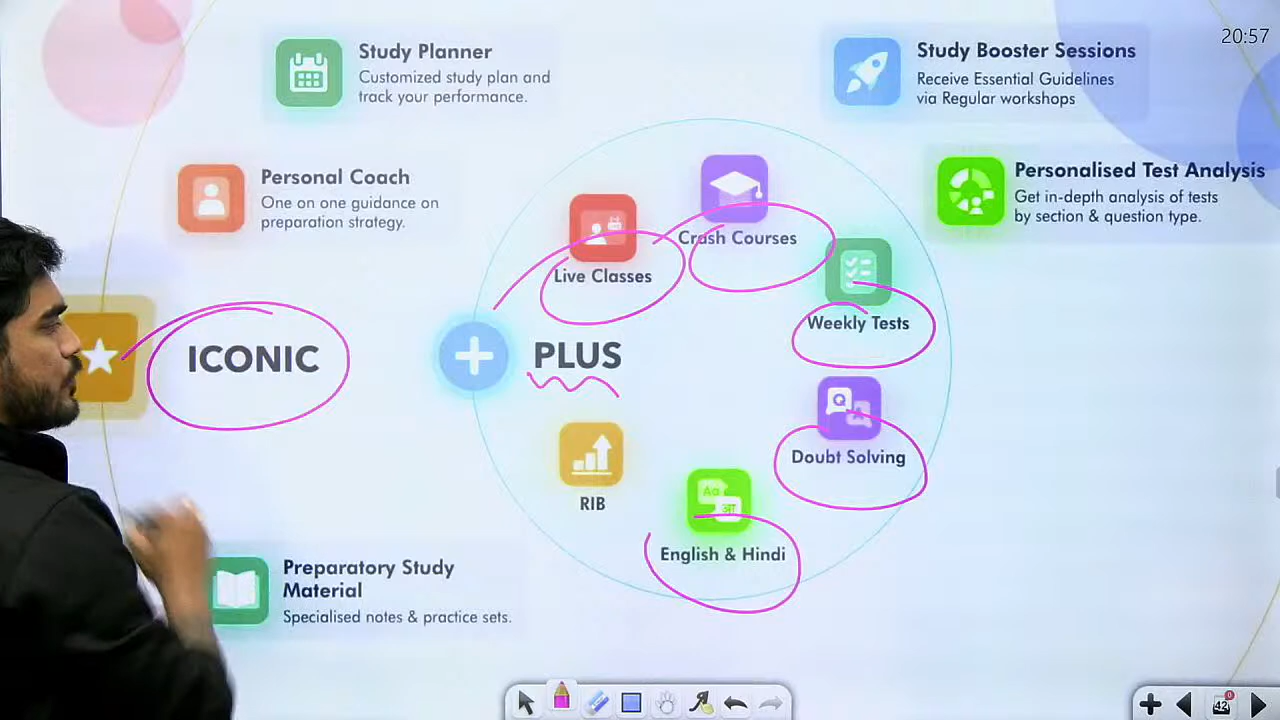 20:57
Study Planner
Customized study plan and
track your performance.
Study Booster Sessions
Receive Essential Guidelines
via Regular workshops
Personal Coach
One on one guidance on
preparation strategy.
Personalised Test Analysis
Get in-depth analysis of tests
by section & question type.
Crash Courses
Live Classes
Weekly Tests
ICONIC
PLUS
Q
A
Doubt Solving
RIB
Aa
अ
English & Hindi
Preparatory Study
Material
Specialised notes & practice sets.
0
42